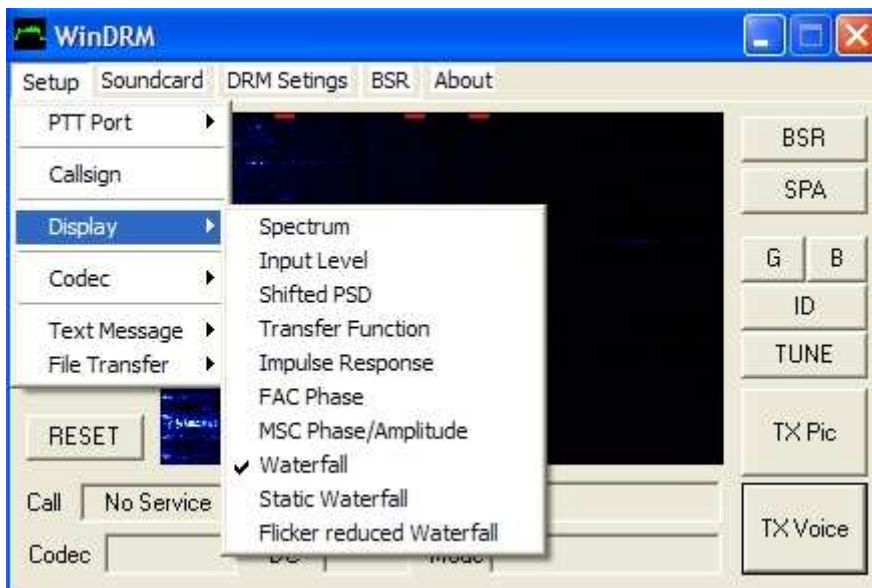 WinDRM
Setup Soundcard DRM Setings BSR About
PTT Port
Callsign
Display
Codec
Text Message
File Transfer
Spectrum
Input Level
Shifted PSD
Transfer Function
Impulse Response
FAC Phase
MSC Phase/Amplitude
Waterfall
Static Waterfall
Flicker reduced Waterfall
BSR
SPA
G B
ID
TUNE
TX Pic
TX Voice
RESET
Call No Service
Codec DC Mode